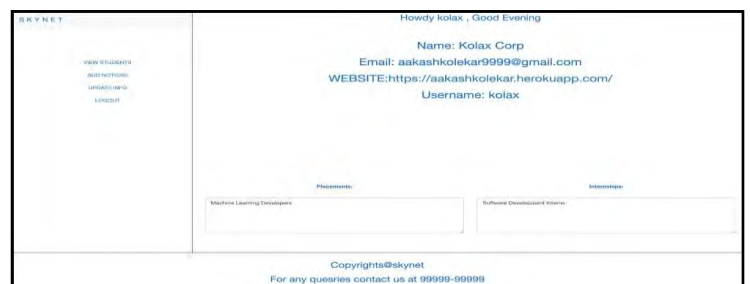 SKYNET
VIEW STUDENTS
ADD NOTICES
UPDATE INFO
LOGOUT
Howdy kolax , Good Evening
Name: Kolax Corp
Email: aakashkolekar9999@gmail.com
WEBSITE:https://aakashkolekar.herokuapp.com/
Username: kolax
Placements:
Internships:
Machine Learning Developers
Software Development Interns
Copyrights@skynet
For any quesries contact us at 99999-99999